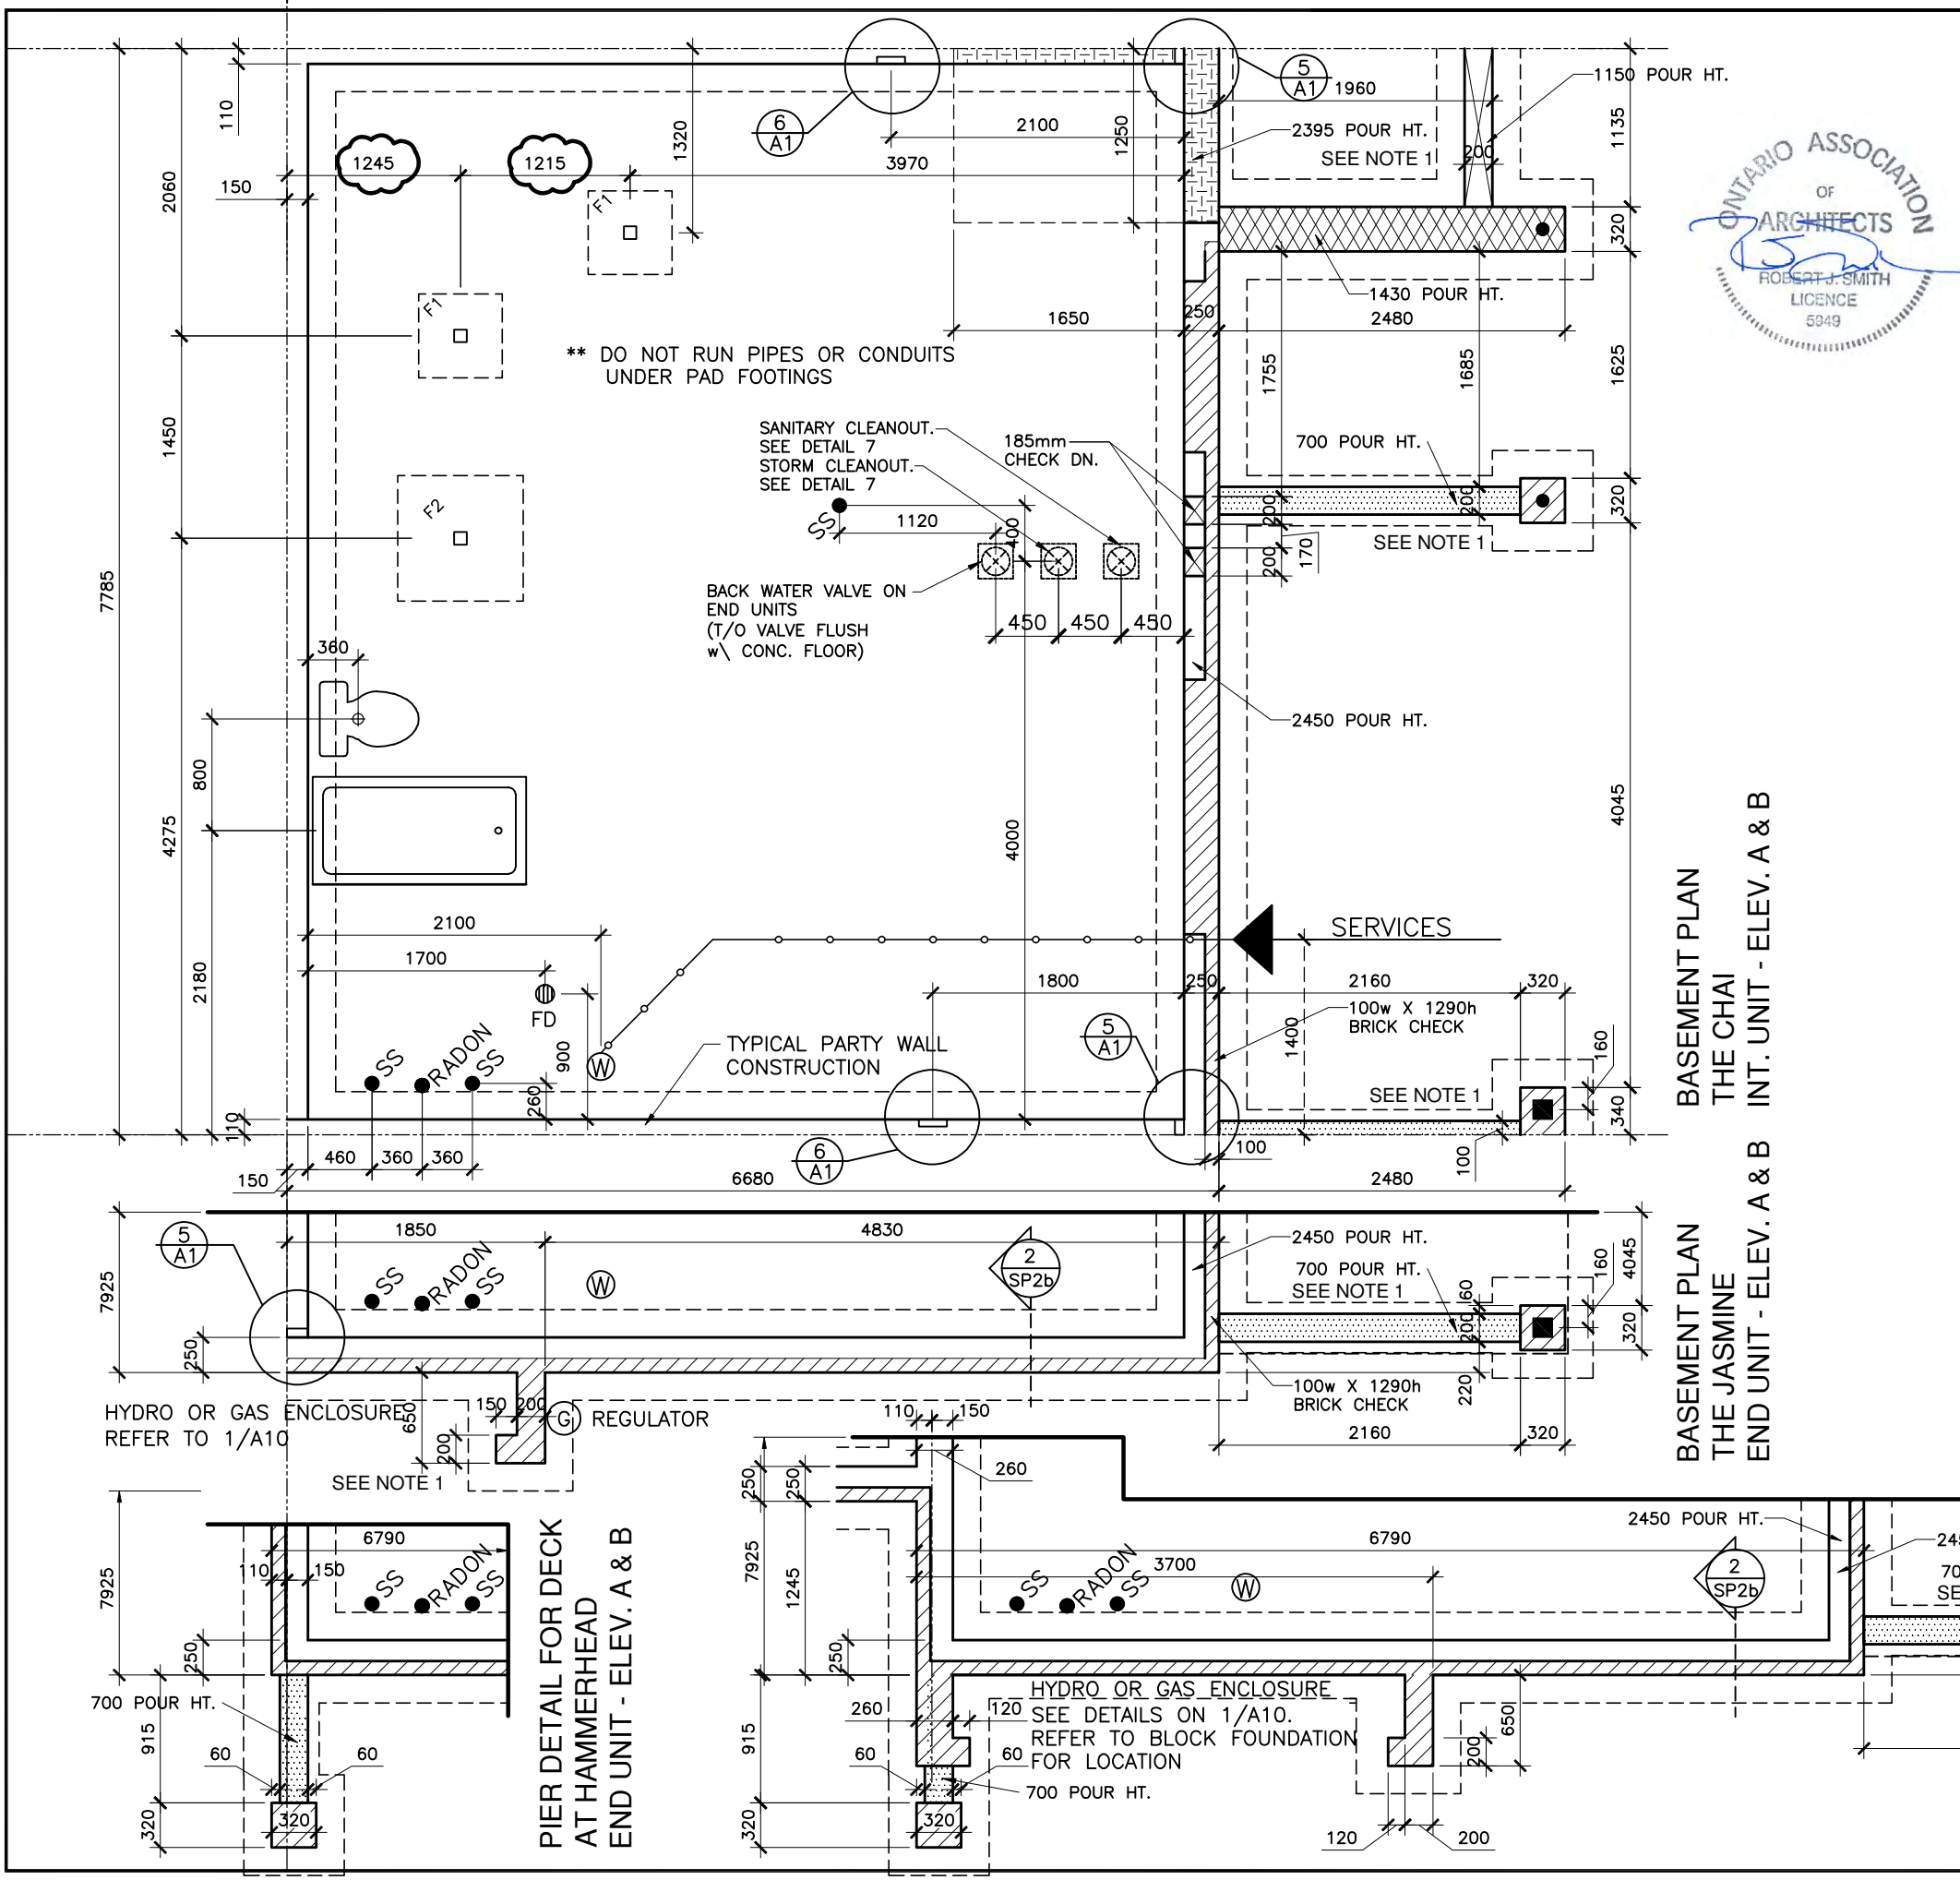 5
A1
1150 POUR HT.
110
1960
6
A1
2100
1250
2395 POUR HT.
1135
1320
SEE NOTE 1
200
1245
1215
3970
2060
150
F1
320
ONTARIO ASSOCIATION
OF
ARCHITECTS
ROBERT J. SMITH
LICENCE
5949
F1
1430 POUR HT.
1650
250
2480
** DO NOT RUN PIPES OR CONDUITS
UNDER PAD FOOTINGS
1755
1685
1625
1450
SANITARY CLEANOUT.
SEE DETAIL 7
STORM CLEANOUT.
SEE DETAIL 7
185mm
CHECK DN.
700 POUR HT.
F2
SS
1120
400
200
200
320
SEE NOTE 1
200
170
7785
BACK WATER VALVE ON
END UNITS
(T/O VALVE FLUSH
w\ CONC. FLOOR)
450
450
450
360
2450 POUR HT.
800
4275
4000
4045
2100
SERVICES
1700
2180
1800
250
2160
320
FD
100w X 1290h
BRICK CHECK
1400
5
A1
TYPICAL PARTY WALL
CONSTRUCTION
900
W
SS
RADON
SS
260
160
SEE NOTE 1
340
110
460
360
360
6
A1
100
100
150
6680
2480
BASEMENT PLAN
THE CHAI
INT. UNIT - ELEV. A & B
5
A1
1850
4830
2450 POUR HT.
2
SP2b
SS
RADON
SS
W
700 POUR HT.
SEE NOTE 1
60
160
4045
7925
200
320
250
220
100w X 1290h
BRICK CHECK
HYDRO OR GAS ENCLOSURE
REFER TO 1/A10
650
150
200
G
REGULATOR
200
SEE NOTE 1
2160
320
BASEMENT PLAN
THE JASMINE
END UNIT - ELEV. A & B
6790
110
150
SS
RADON
SS
7925
250
700 POUR HT.
915
60
60
320
320
PIER DETAIL FOR DECK
AT HAMMERHEAD
END UNIT - ELEV. A & B
110
150
260
250
250
2450 POUR HT.
6790
3700
2
SP2b
SS
RADON
SS
W
7925
1245
250
HYDRO OR GAS ENCLOSURE
SEE DETAILS ON 1/A10.
REFER TO BLOCK FOUNDATION
FOR LOCATION
260
120
915
60
60
700 POUR HT.
320
320
650
200
120
200